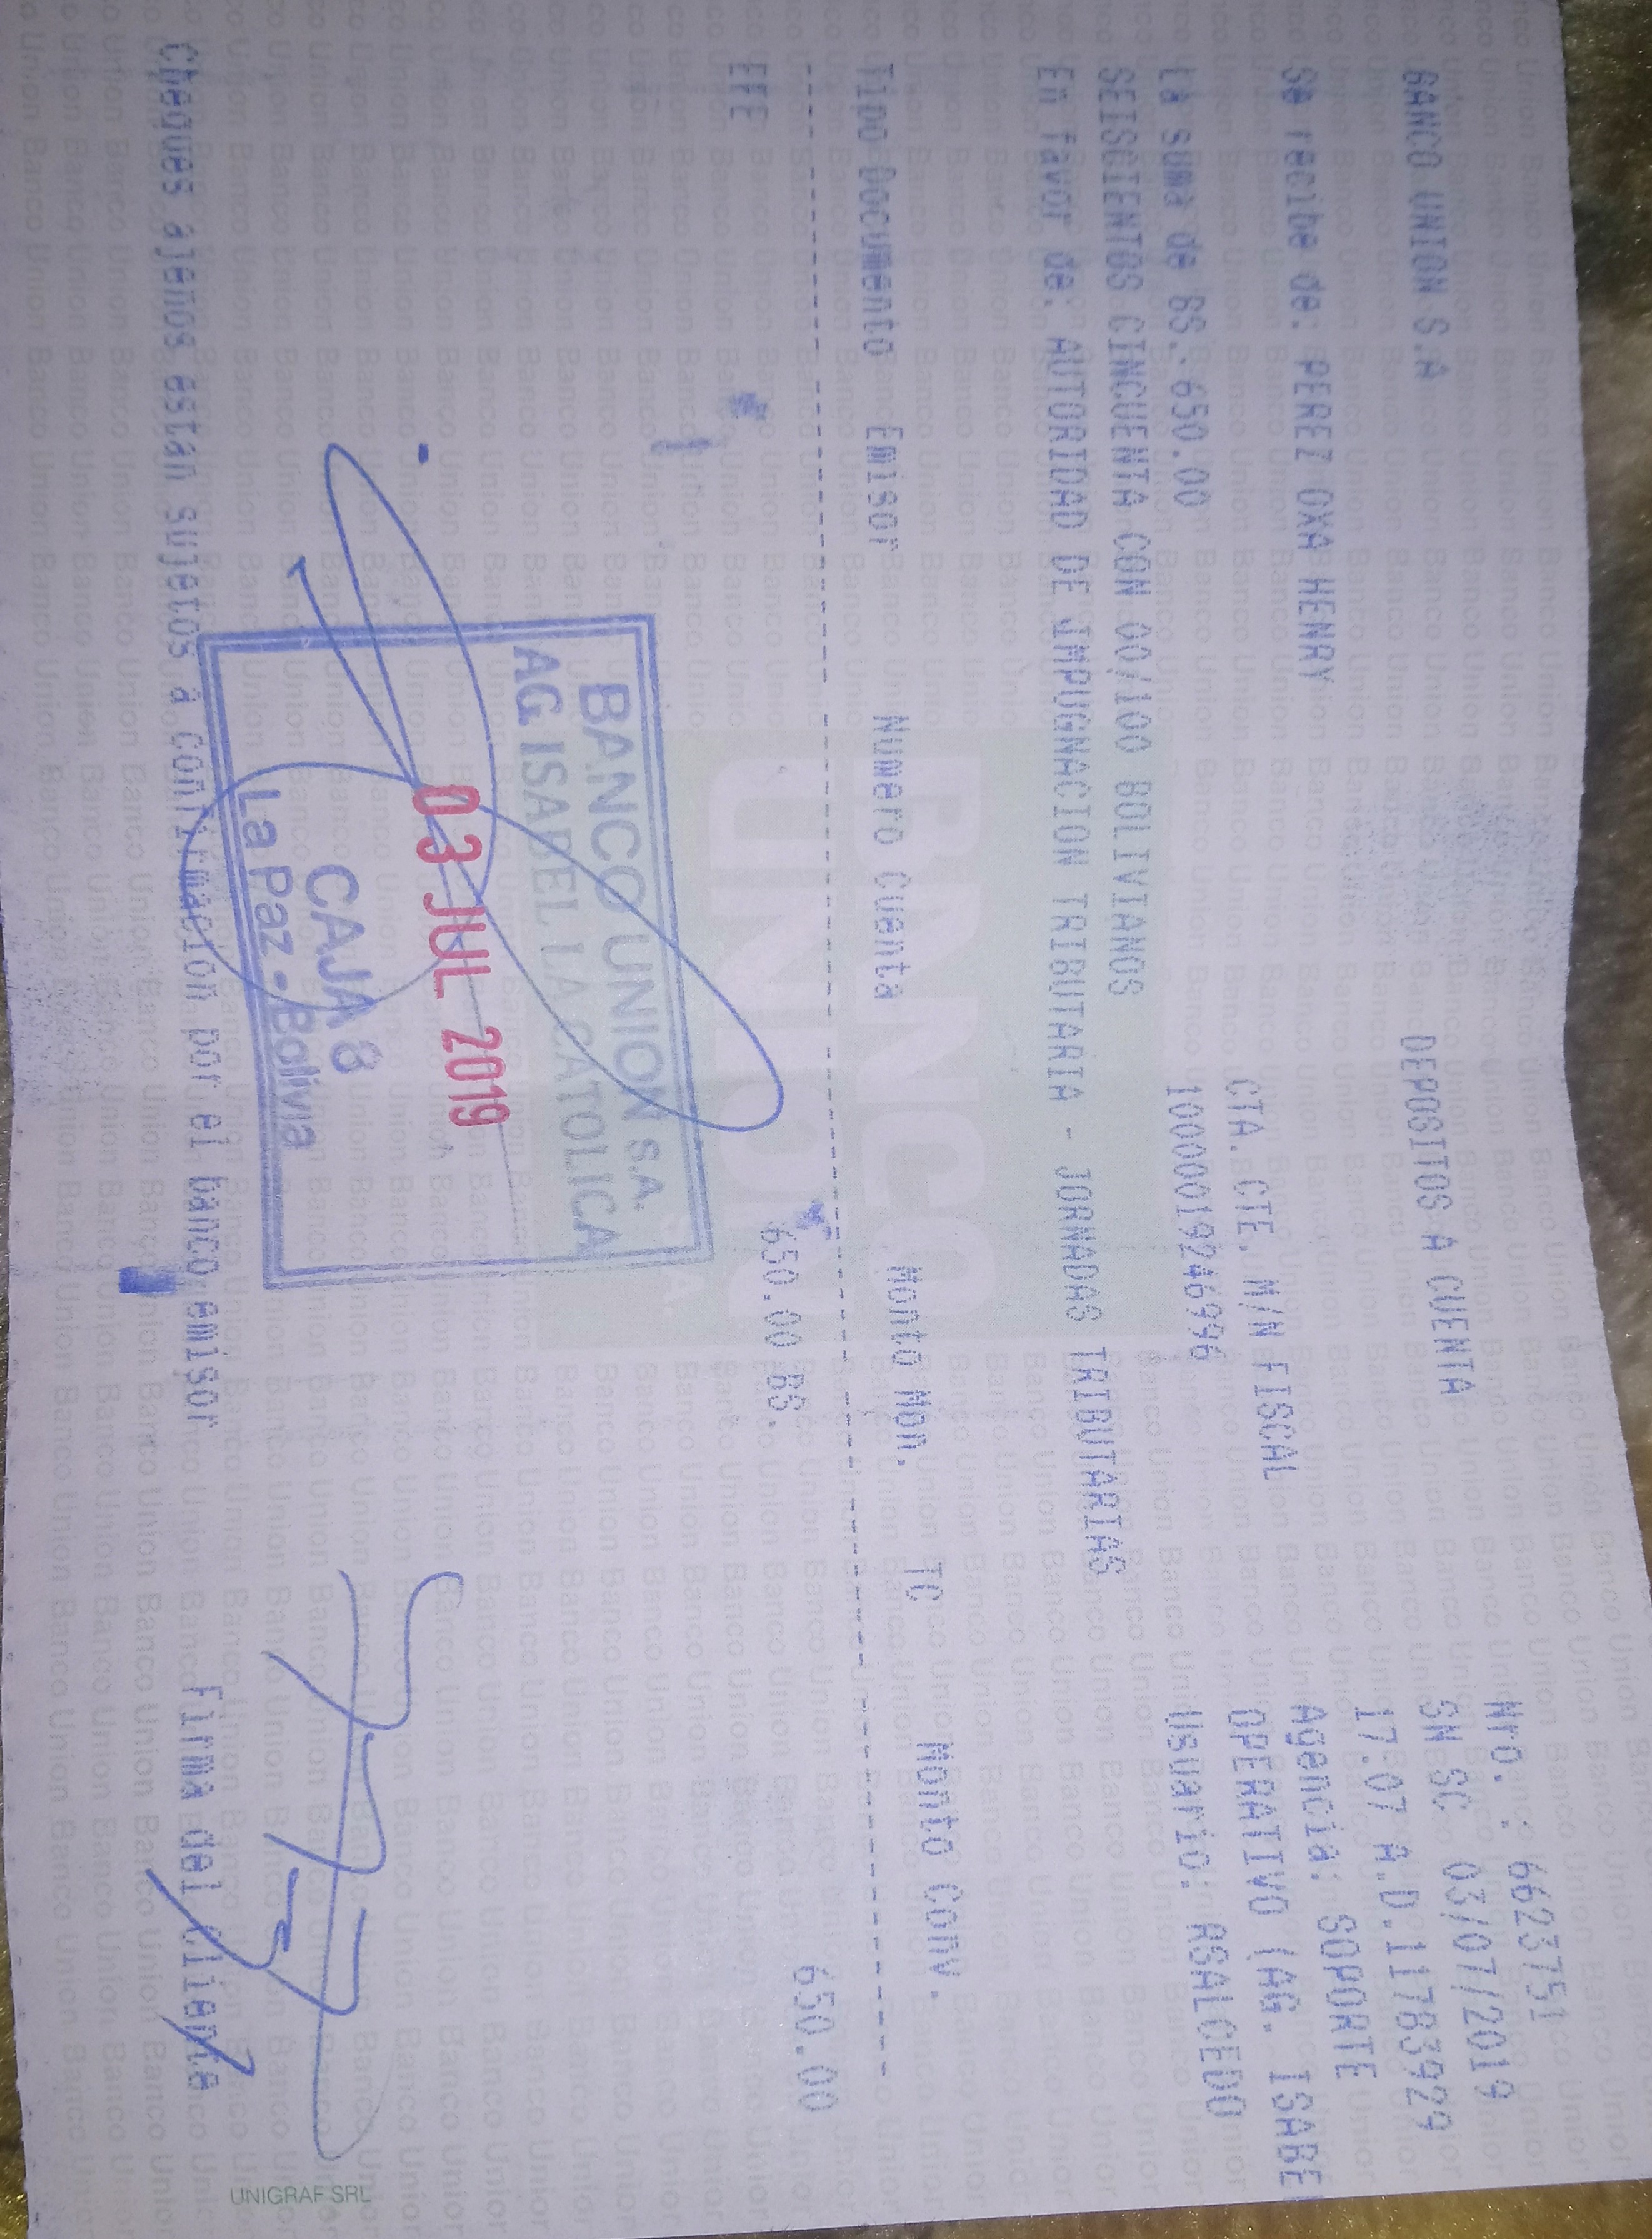 BANCO UNION S.A
DEPOSITOS A CUENTA
Nro. : 6623751
SN SC 03/07/2019
17:07 A.D.11783929
Agencia: SOPORTE
OPERATIVO (AG. ISABE
Usuario: RSALCEDO
Se recibe de: PEREZ OXA HENRY
CTA. CTE. M/N FISCAL
10000019246996
La suma de BS. 650.00
SEISCIENTOS CINCUENTA CON 00/100 BOLIVIANOS
En favor de: AUTORIDAD DE IMPUGNACION TRIBUTARIA - JORNADAS TRIBUTARIAS
Tipo Documento Emisor Numero Cuenta Monto Mon. TC Monto Conv.
EFE 650.00 BS. 650.00
BANCO UNION S.A.
BANCO UNION S.A.
AG. ISABEL LA CATOLICA
03 JUL 2019
CAJA 8
La Paz - Bolivia
Cheques ajenos estan sujetos a confirmacion por el banco emisor
Firma del Cliente
UNIGRAF SRL